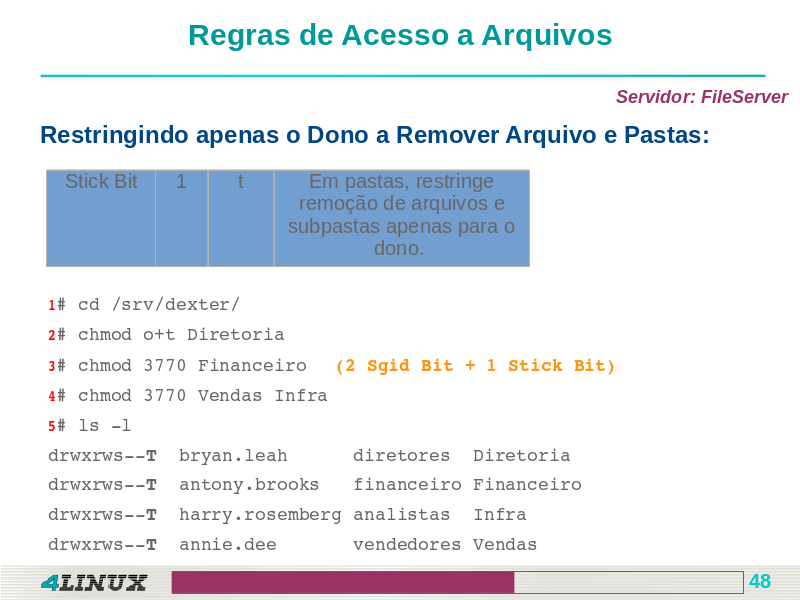 Regras de Acesso a Arquivos
Servidor: FileServer
Restringindo apenas o Dono a Remover Arquivo e Pastas:
Stick Bit 1 t Em pastas, restringe
remoção de arquivos e
subpastas apenas para o
dono.
1# cd /srv/dexter/
2# chmod o+t Diretoria
3# chmod 3770 Financeiro (2 Sgid Bit + 1 Stick Bit)
4# chmod 3770 Vendas Infra
5# ls -l
drwxrws--T bryan.leah diretores Diretoria
drwxrws--T antony.brooks financeiro Financeiro
drwxrws--T harry.rosemberg analistas Infra
drwxrws--T annie.dee vendedores Vendas
4LINUX 48